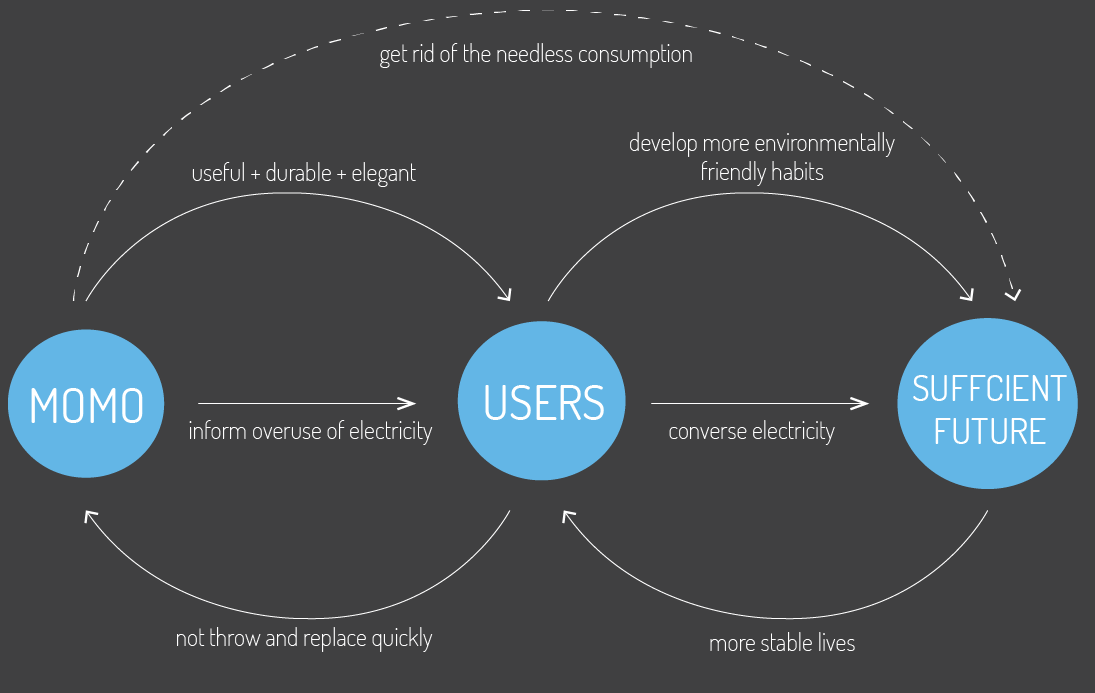 get rid of the needless consumption
develop more environmentally
friendly habits
useful + durable + elegant
MOMO
USERS
SUFFCIENT
FUTURE
inform overuse of electricity
converse electricity
not throw and replace quickly
more stable lives